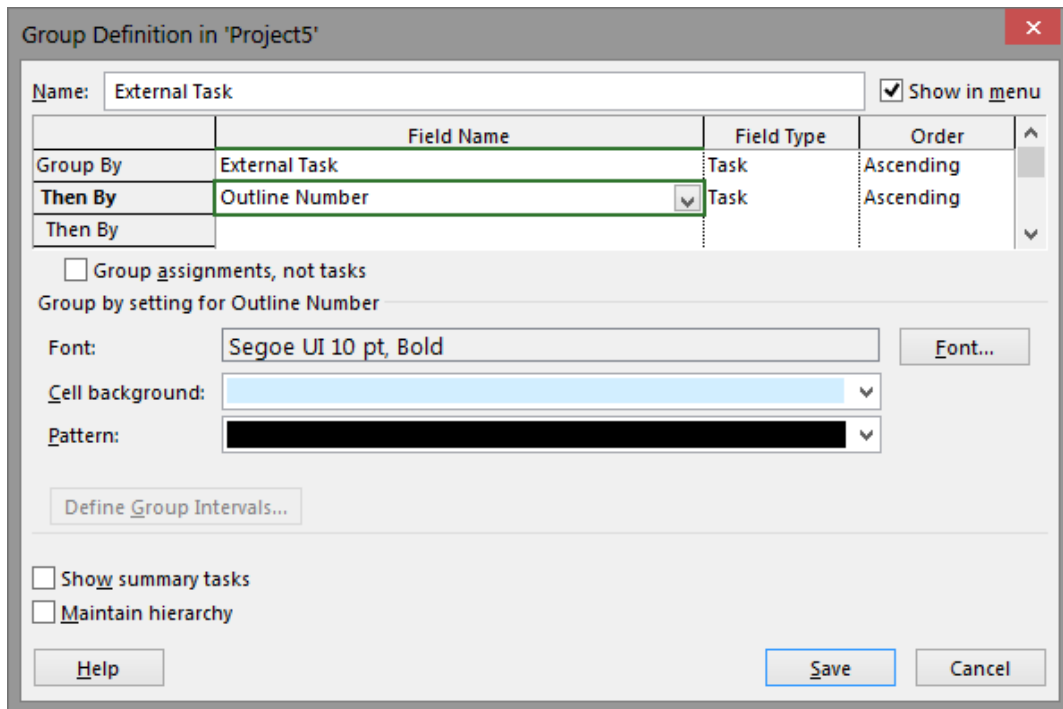 Group Definition in 'Project5'
Name: External Task Show in menu
Field Name Field Type Order
Group By External Task Task Ascending
Then By Outline Number Task Ascending
Then By
Group assignments, not tasks
Group by setting for Outline Number
Font: Segoe UI 10 pt, Bold Font...
Cell background:
Pattern:
Define Group Intervals...
Show summary tasks
Maintain hierarchy
Help Save Cancel